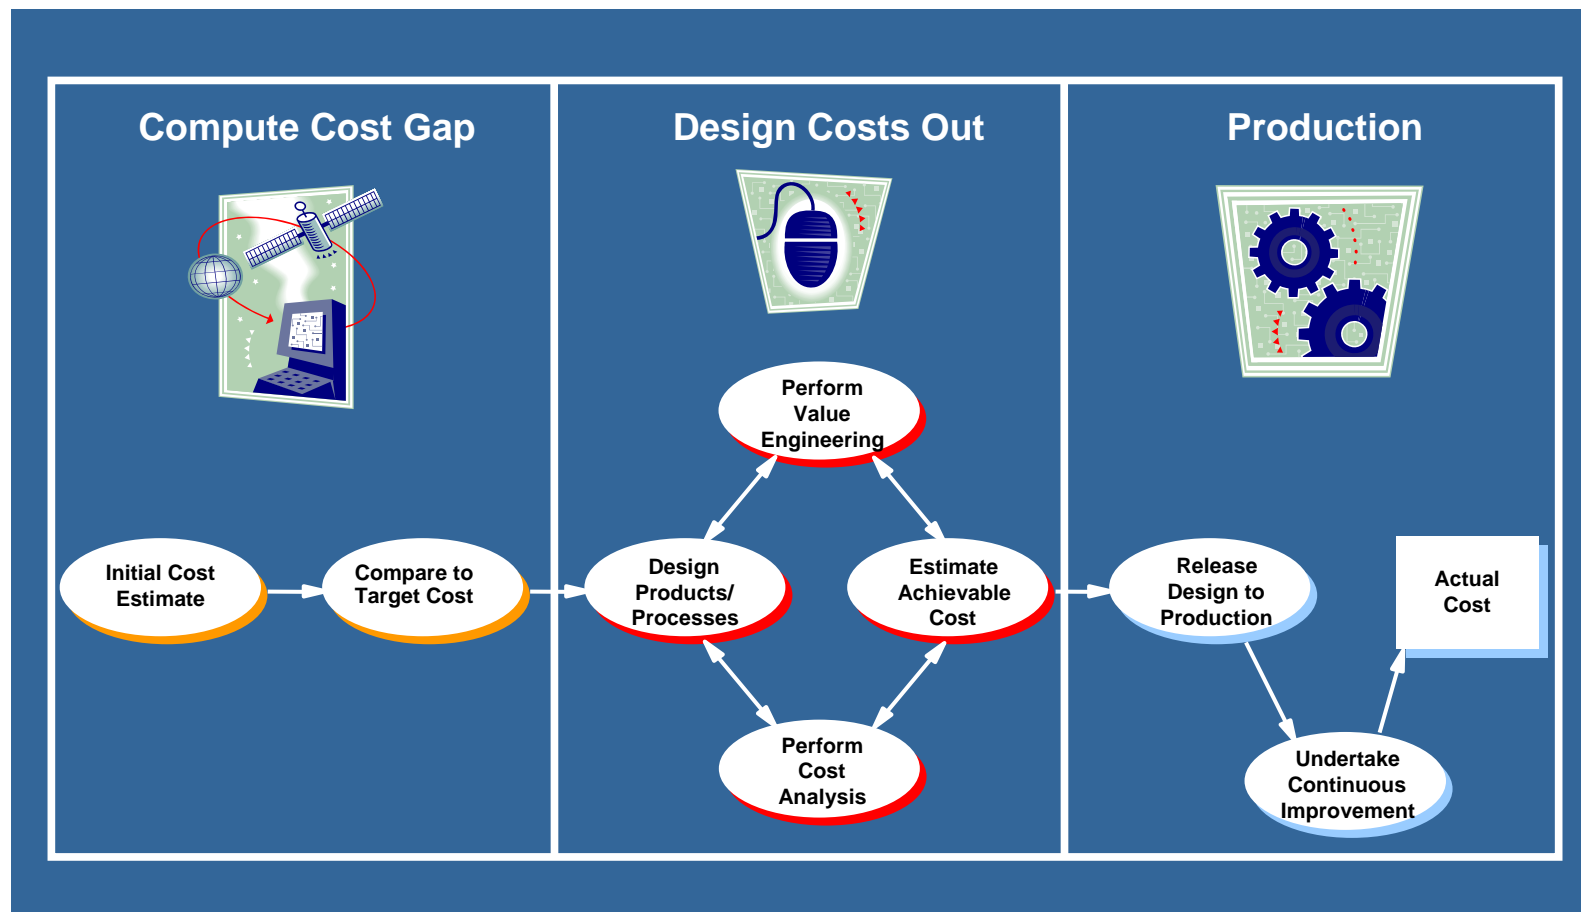 Compute Cost Gap
Design Costs Out
Production
Initial Cost
Estimate
Compare to
Target Cost
Perform
Value
Engineering
Design
Products/
Processes
Estimate
Achievable
Cost
Perform
Cost
Analysis
Release
Design to
Production
Undertake
Continuous
Improvement
Actual
Cost